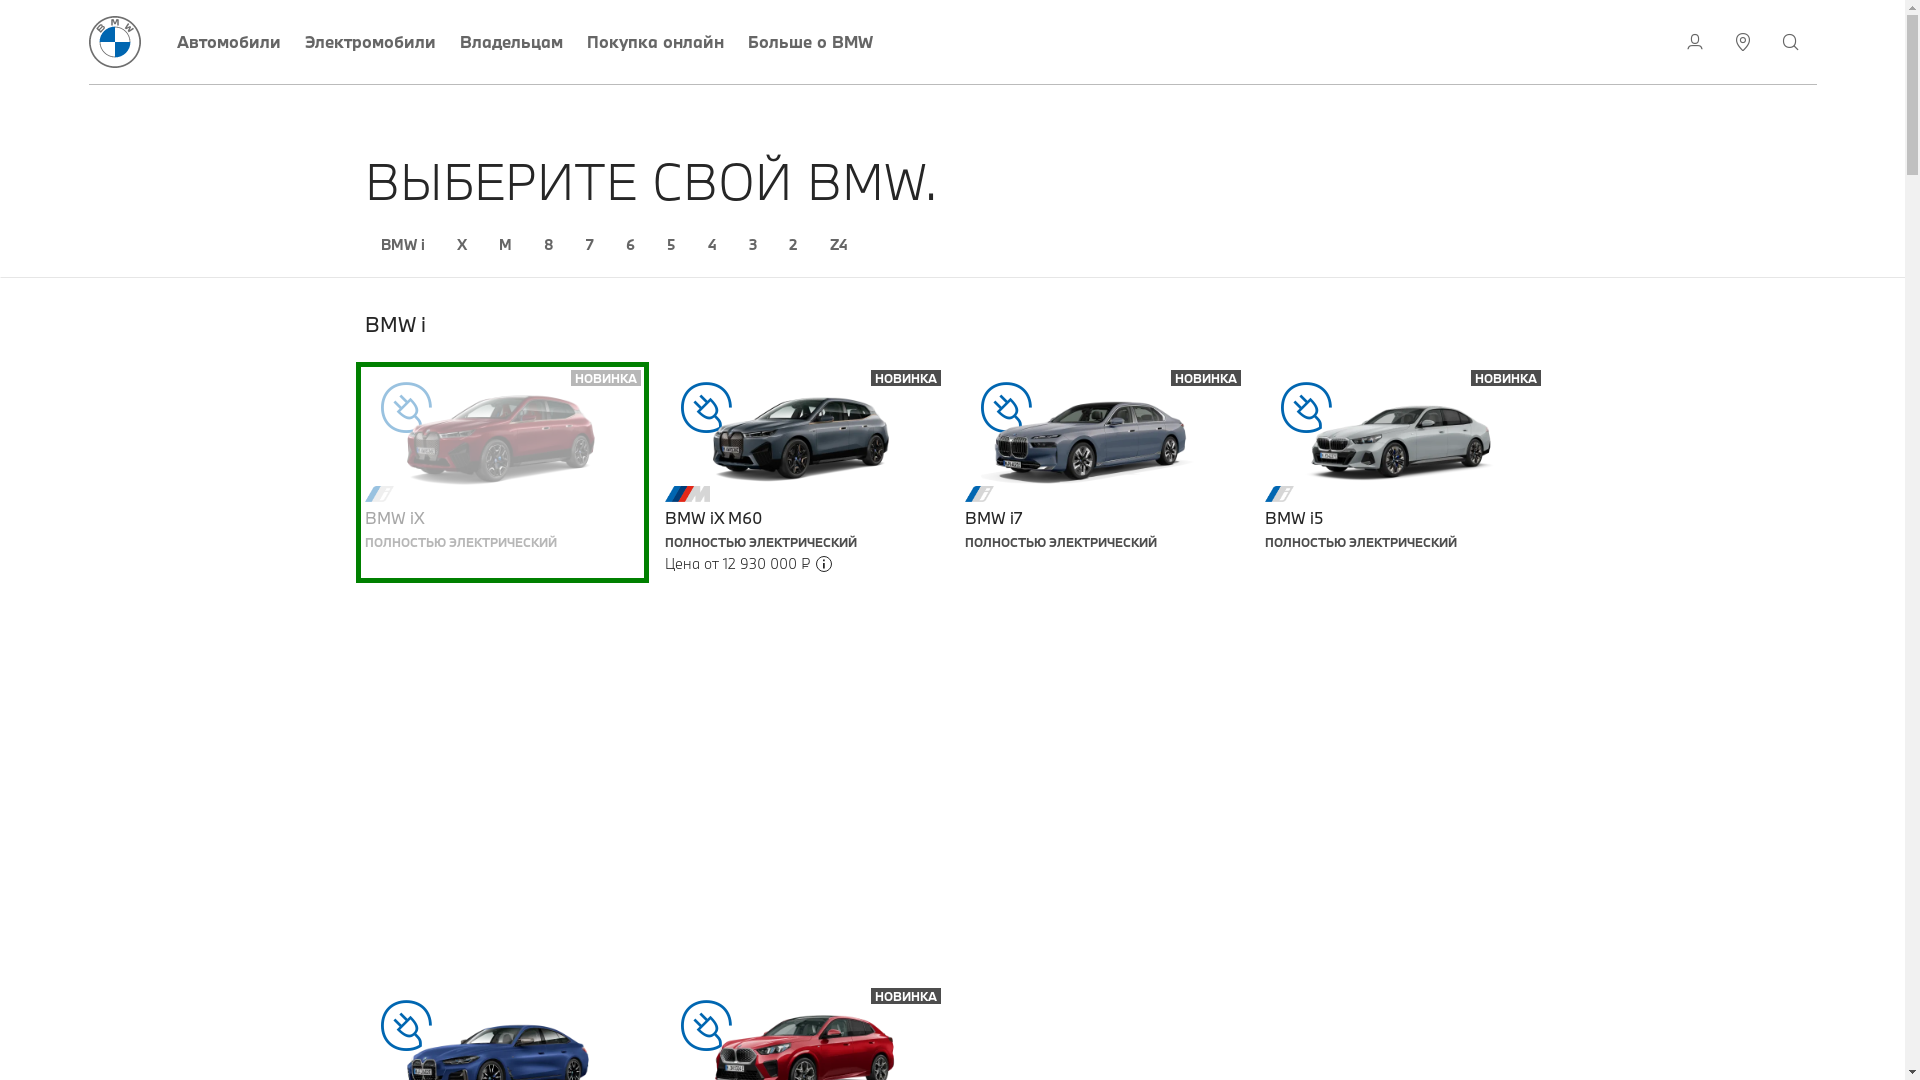 Автомобили
Электромобили
Владельцам
Покупка онлайн
Больше о BMW
ВЫБЕРИТЕ СВОЙ BMW.
BMW i
X
M
8
7
6
5
4
3
2
Z4
BMW i
НОВИНКА
BMW iX
ПОЛНОСТЬЮ ЭЛЕКТРИЧЕСКИЙ
НОВИНКА
BMW iX M60
ПОЛНОСТЬЮ ЭЛЕКТРИЧЕСКИЙ
Цена от 12 930 000 ₽
НОВИНКА
BMW i7
ПОЛНОСТЬЮ ЭЛЕКТРИЧЕСКИЙ
НОВИНКА
BMW i5
ПОЛНОСТЬЮ ЭЛЕКТРИЧЕСКИЙ
НОВИНКА